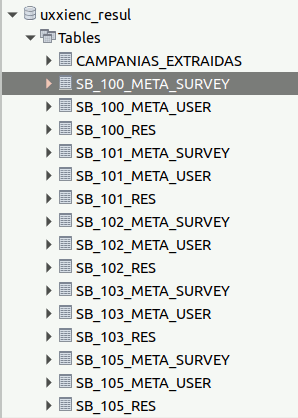 uxxienc_resul
Tables
CAMPANIAS_EXTRAIDAS
SB_100_META_SURVEY
SB_100_META_USER
SB_100_RES
SB_101_META_SURVEY
SB_101_META_USER
SB_101_RES
SB_102_META_SURVEY
SB_102_META_USER
SB_102_RES
SB_103_META_SURVEY
SB_103_META_USER
SB_103_RES
SB_105_META_SURVEY
SB_105_META_USER
SB_105_RES